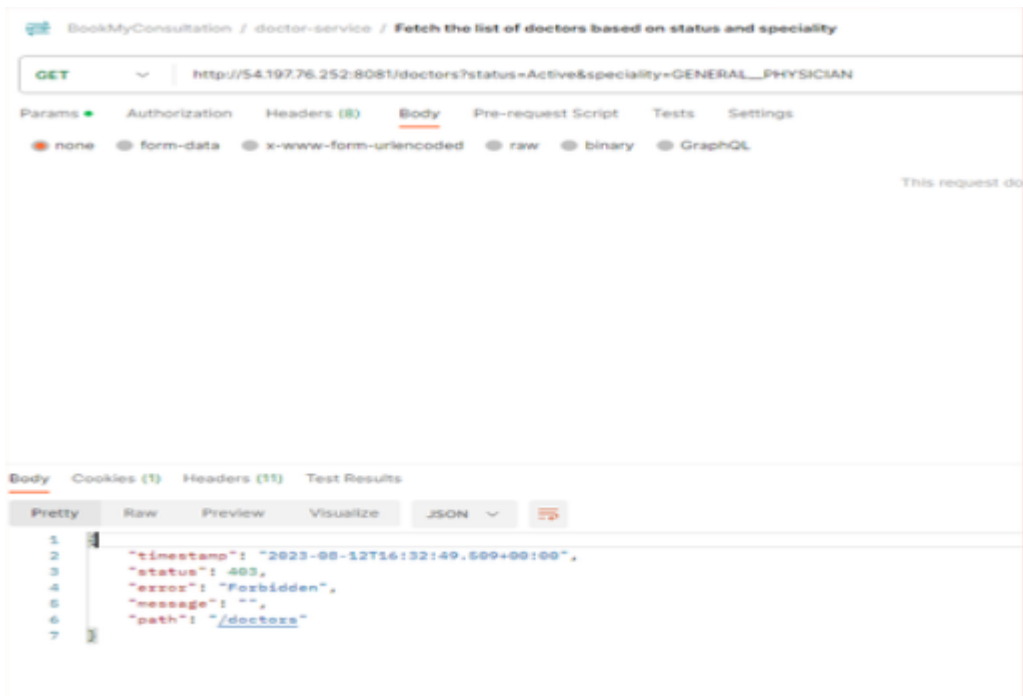 BookMyConsultation / doctor-service / Fetch the list of doctors based on status and speciality
GET http://54.197.76.252:8081/doctors?status=Active&speciality=GENERAL_PHYSICIAN
Params Authorization Headers (8) Body Pre-request Script Tests Settings
none form-data x-www-form-urlencoded raw binary GraphQL
This request do
Body Cookies (1) Headers (11) Test Results
Pretty Raw Preview Visualize JSON
1 {
2 "timestamp": "2023-08-12T16:32:49.509+00:00",
3 "status": 403,
4 "error": "Forbidden",
5 "message": "",
6 "path": "/doctors"
7 }